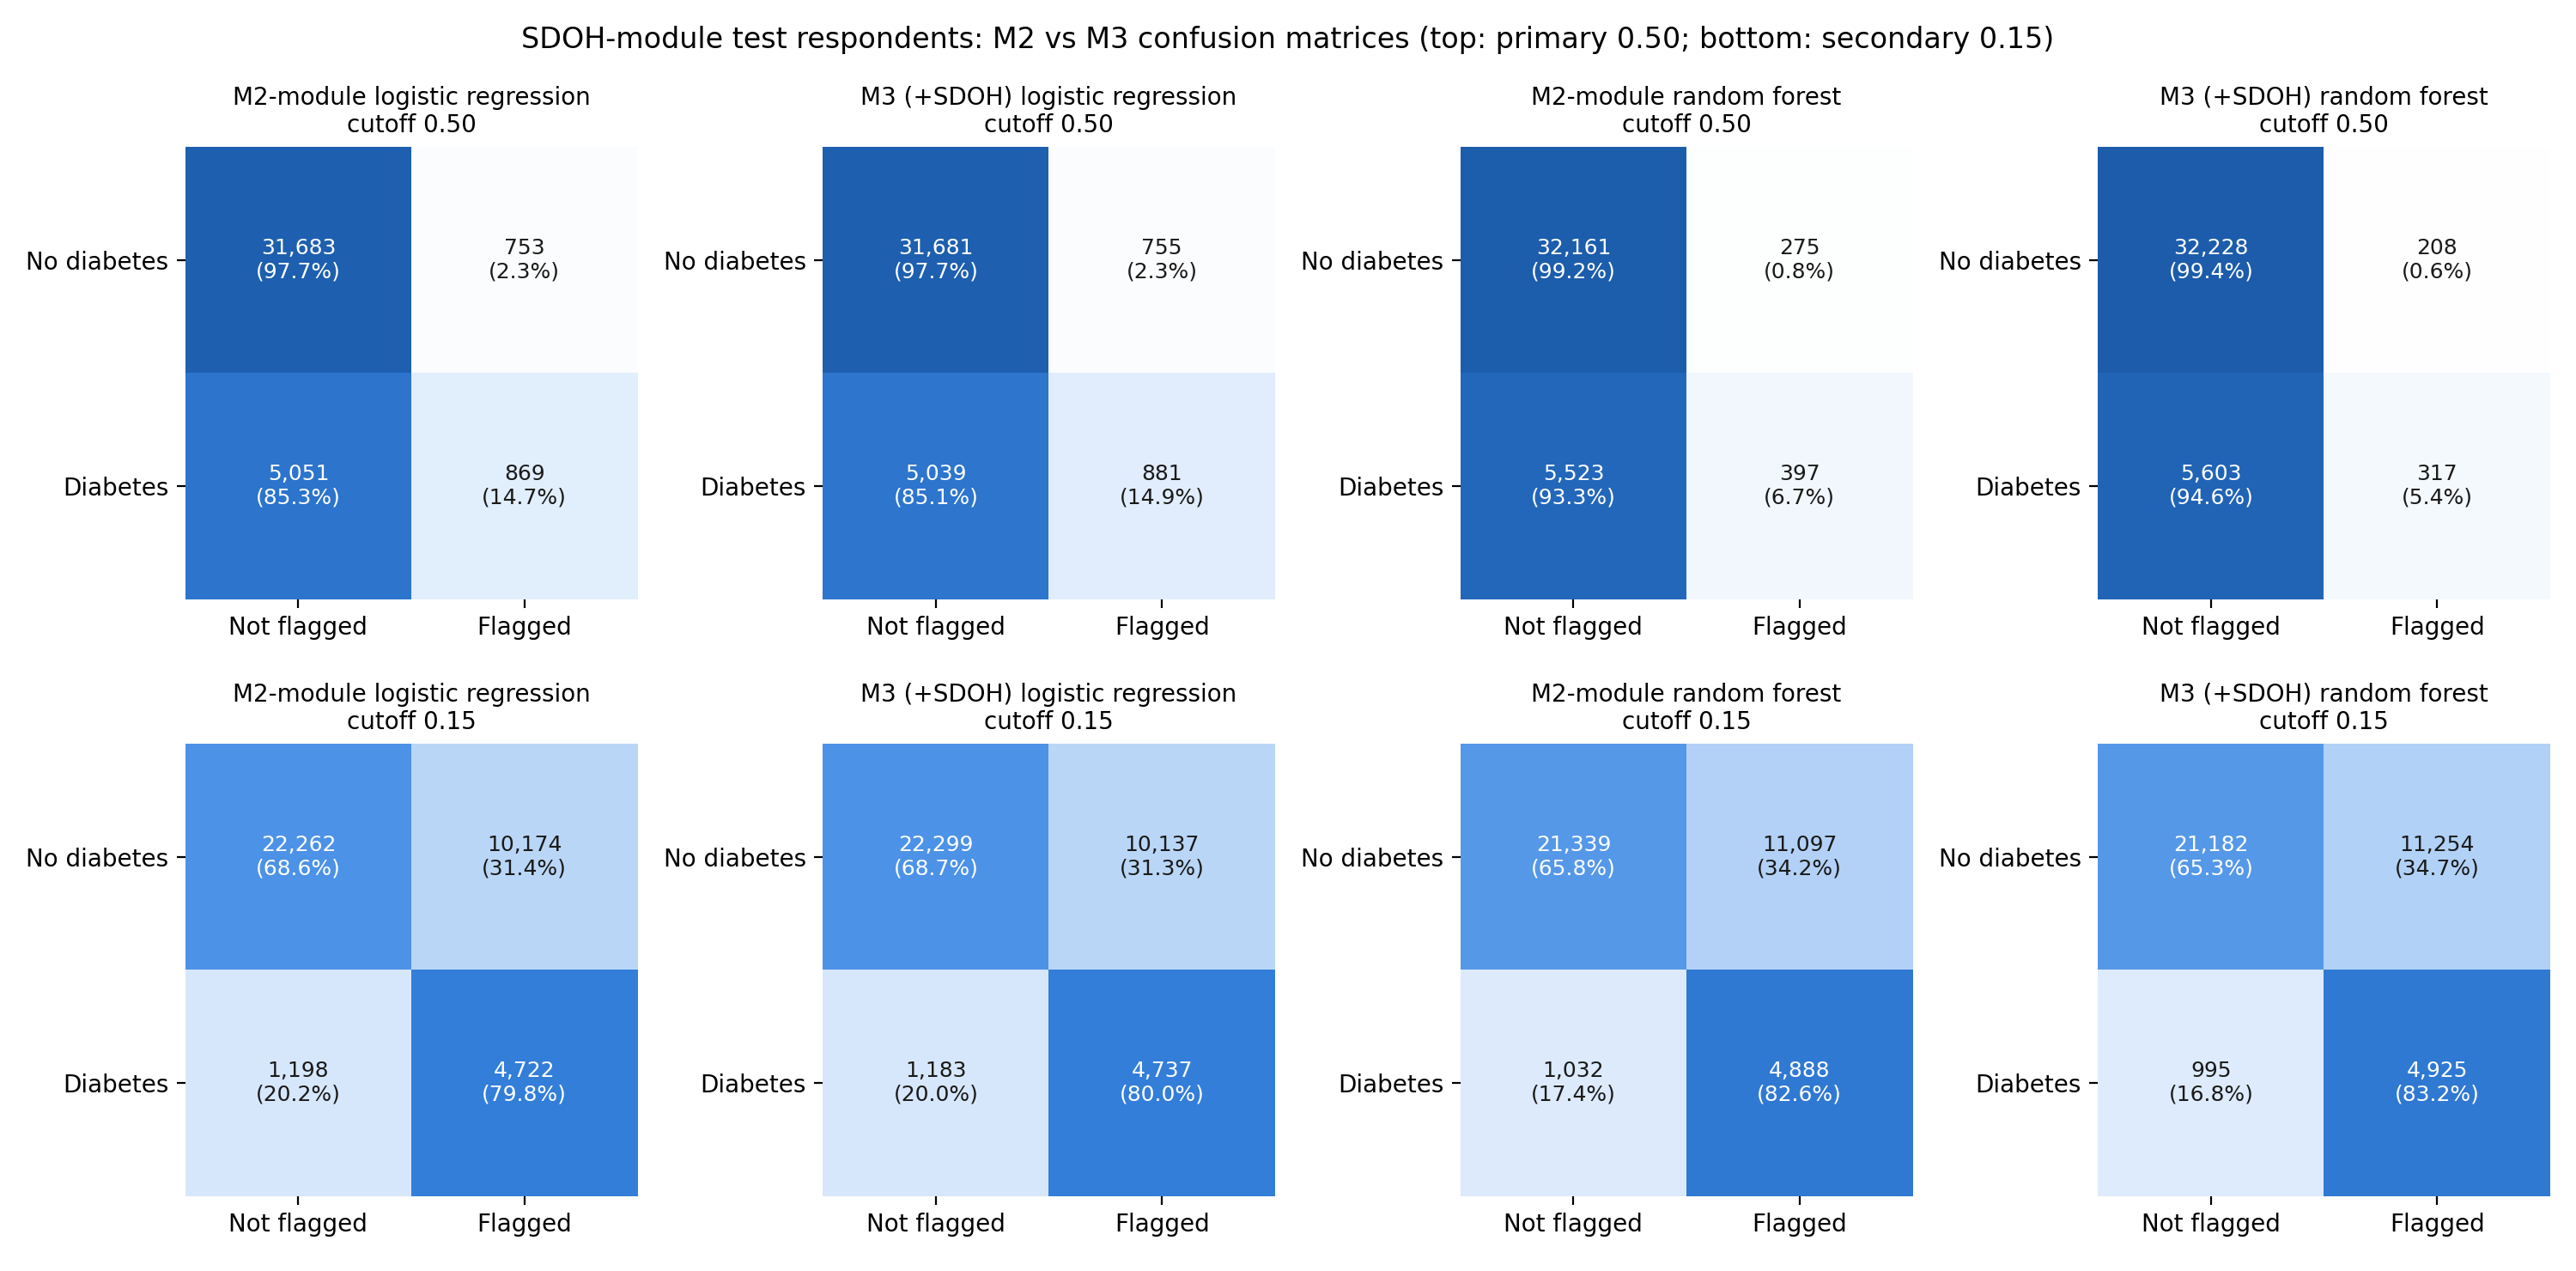 SDOH-module test respondents: M2 vs M3 confusion matrices (top: primary 0.50; bottom: secondary 0.15)
M2-module logistic regression
cutoff 0.50
No diabetes
31,683
(97.7%)
753
(2.3%)
Diabetes
5,051
(85.3%)
869
(14.7%)
Not flagged
Flagged
M3 (+SDOH) logistic regression
cutoff 0.50
No diabetes
31,681
(97.7%)
755
(2.3%)
Diabetes
5,039
(85.1%)
881
(14.9%)
Not flagged
Flagged
M2-module random forest
cutoff 0.50
No diabetes
32,161
(99.2%)
275
(0.8%)
Diabetes
5,523
(93.3%)
397
(6.7%)
Not flagged
Flagged
M3 (+SDOH) random forest
cutoff 0.50
No diabetes
32,228
(99.4%)
208
(0.6%)
Diabetes
5,603
(94.6%)
317
(5.4%)
Not flagged
Flagged
M2-module logistic regression
cutoff 0.15
No diabetes
22,262
(68.6%)
10,174
(31.4%)
Diabetes
1,198
(20.2%)
4,722
(79.8%)
Not flagged
Flagged
M3 (+SDOH) logistic regression
cutoff 0.15
No diabetes
22,299
(68.7%)
10,137
(31.3%)
Diabetes
1,183
(20.0%)
4,737
(80.0%)
Not flagged
Flagged
M2-module random forest
cutoff 0.15
No diabetes
21,339
(65.8%)
11,097
(34.2%)
Diabetes
1,032
(17.4%)
4,888
(82.6%)
Not flagged
Flagged
M3 (+SDOH) random forest
cutoff 0.15
No diabetes
21,182
(65.3%)
11,254
(34.7%)
Diabetes
995
(16.8%)
4,925
(83.2%)
Not flagged
Flagged